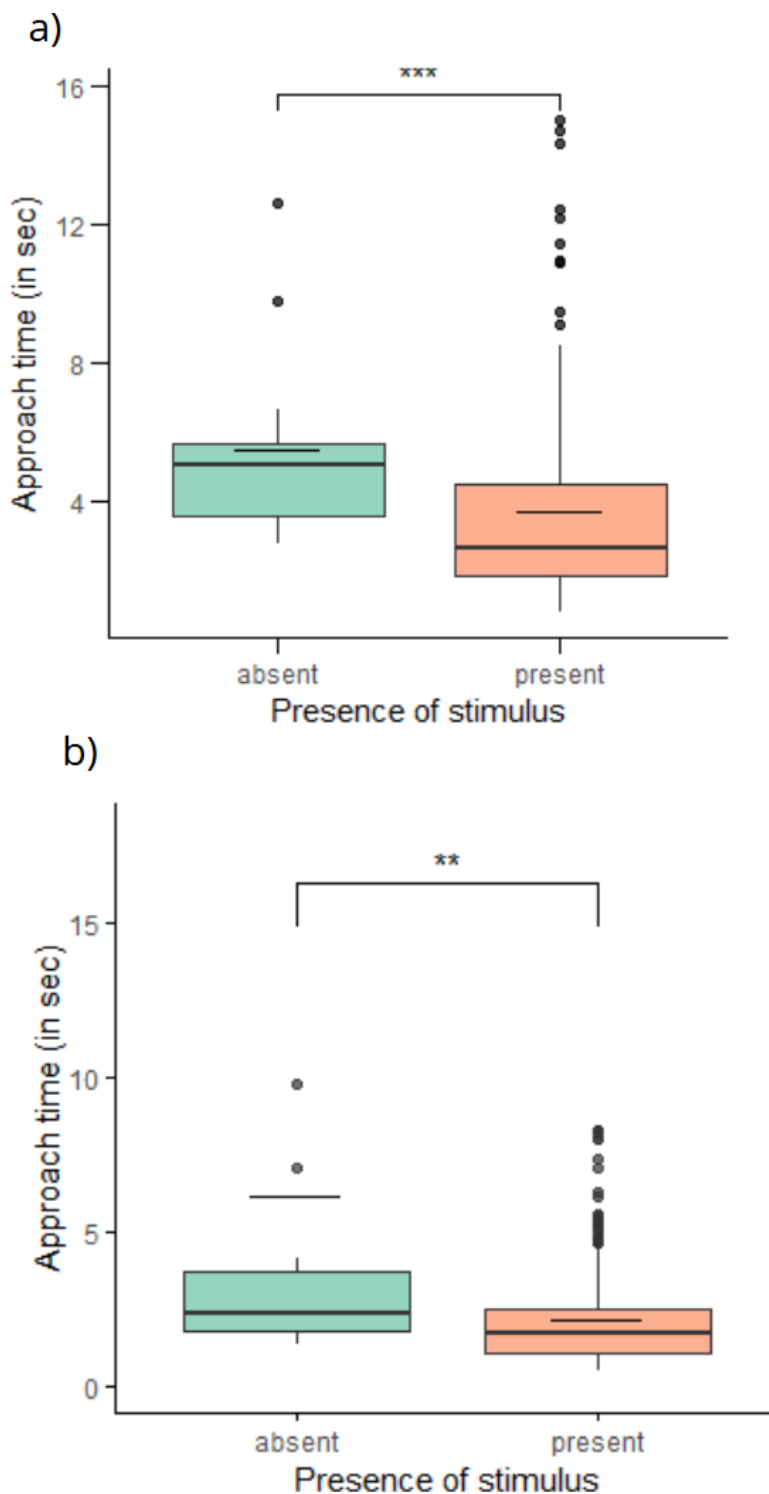 a)
***
16
12
8
4
Approach time (in sec)
absent present
Presence of stimulus
b)
**
15
10
5
0
Approach time (in sec)
absent present
Presence of stimulus